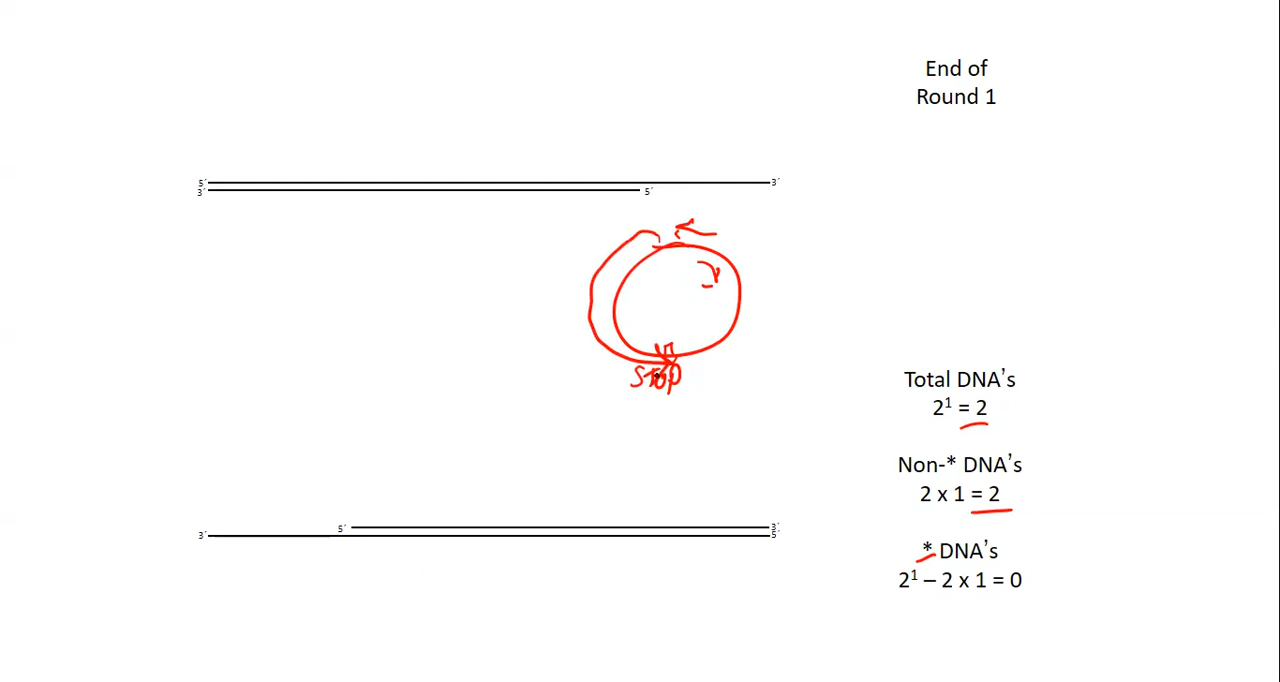 End of
Round 1
5´ 3´
3´ 5´
STOP
Total DNA’s
2¹ = 2
Non-* DNA’s
2 x 1 = 2
5´ 3´
3´ 5´
* DNA’s
2¹ – 2 x 1 = 0